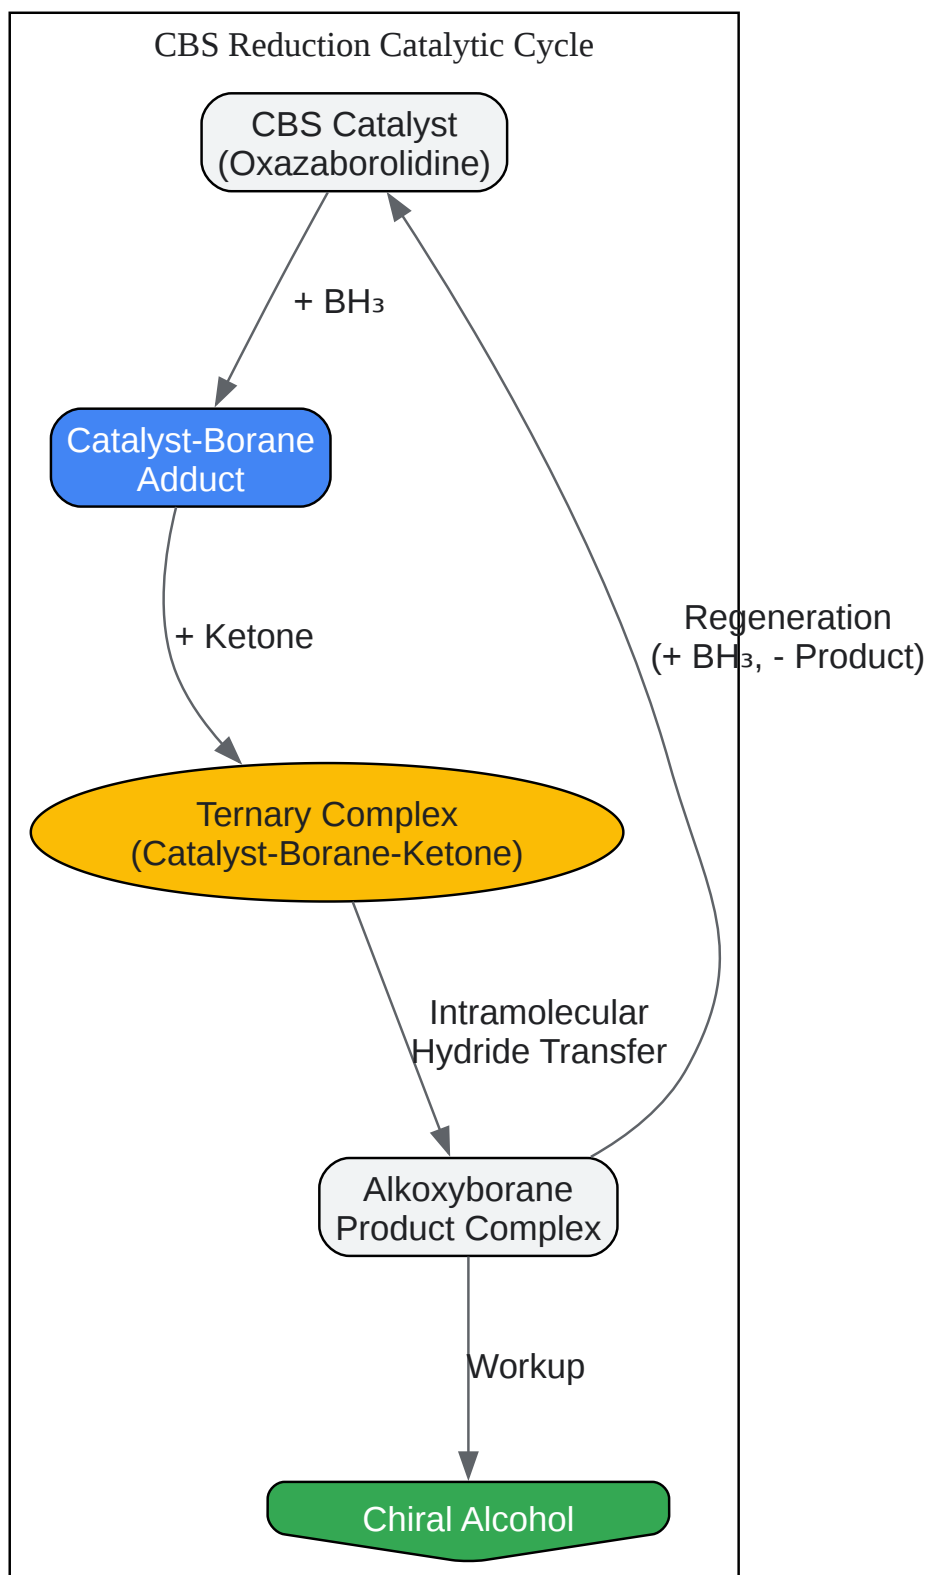 CBS Reduction Catalytic Cycle
CBS Catalyst
(Oxazaborolidine)
+ BH₃
Catalyst-Borane
Adduct
+ Ketone
Regeneration
(+ BH₃, - Product)
Ternary Complex
(Catalyst-Borane-Ketone)
Intramolecular
Hydride Transfer
Alkoxyborane
Product Complex
Workup
Chiral Alcohol